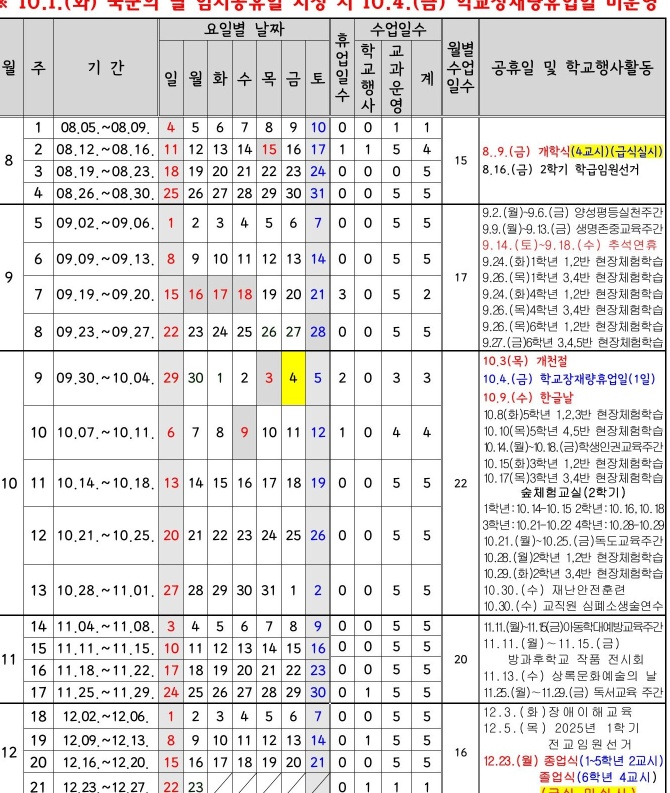 ※ 10.1.(화) 국군의 날 임시공휴일 지정 시 10.4.(금) 학교장재량휴업일 미운영
월 주 기 간 요일별 날짜 휴업일수 수업일수 월별수업일수 공휴일 및 학교행사활동
일 월 화 수 목 금 토 학교행사 교과운영 계
8 1 08.05.~08.09. 4 5 6 7 8 9 10 0 0 1 1 15
2 08.12.~08.16. 11 12 13 14 15 16 17 1 1 5 4
3 08.19.~08.23. 18 19 20 21 22 23 24 0 0 5 5
4 08.26.~08.30. 25 26 27 28 29 30 31 0 0 5 5
8..9.(금) 개학식(4교시)(급식실시)
8.16.(금) 2학기 학급임원선거
9 5 09.02.~09.06. 1 2 3 4 5 6 7 0 0 5 5 17
6 09.09.~09.13. 8 9 10 11 12 13 14 0 0 5 5
7 09.19.~09.20. 15 16 17 18 19 20 21 3 0 5 2
8 09.23.~09.27. 22 23 24 25 26 27 28 0 0 5 5
9.2.(월)~9.6.(금) 양성평등실천주간
9.9.(월)~9.13.(금) 생명존중교육주간
9.14.(토)~9.18.(수) 추석연휴
9.24.(화)1학년 1,2반 현장체험학습
9.26.(목)1학년 3,4반 현장체험학습
9.24.(화)4학년 1,2반 현장체험학습
9.26.(목)4학년 3,4반 현장체험학습
9.26.(목)6학년 1,2반 현장체험학습
9.27.(금)6학년 3,4,5반 현장체험학습
10 9 09.30.~10.04. 29 30 1 2 3 4 5 2 0 3 3 22
10 10.07.~10.11. 6 7 8 9 10 11 12 1 0 4 4
11 10.14.~10.18. 13 14 15 16 17 18 19 0 0 5 5
12 10.21.~10.25. 20 21 22 23 24 25 26 0 0 5 5
13 10.28.~11.01. 27 28 29 30 31 1 2 0 0 5 5
10.3(목) 개천절
10.4.(금) 학교장재량휴업일(1일)
10.9.(수) 한글날
10.8(화)5학년 1,2,3반 현장체험학습
10.10(목)5학년 4,5반 현장체험학습
10.14.(월)~10.18.(금)학생인권교육주간
10.15(화)3학년 1,2반 현장체험학습
10.17(목)3학년 3,4반 현장체험학습
숲체험교실(2학기)
1학년:10.14-10.15 2학년:10.16,10.18
3학년:10.21-10.22 4학년:10.28-10.29
10.21.(월)~10.25.(금)독도교육주간
10.28.(월)2학년 1,2반 현장체험학습
10.29.(화)2학년 3,4반 현장체험학습
10.30.(수) 재난안전훈련
10.30.(수) 교직원 심폐소생술연수
11 14 11.04.~11.08. 3 4 5 6 7 8 9 0 0 5 5 20
15 11.11.~11.15. 10 11 12 13 14 15 16 0 0 5 5
16 11.18.~11.22. 17 18 19 20 21 22 23 0 0 5 5
17 11.25.~11.29. 24 25 26 27 28 29 30 0 1 5 5
11.11.(월)~11.15(금)아동학대예방교육주간
11.11.(월)~11.15.(금)
방과후학교 작품 전시회
11.13.(수) 상록문화예술의 날
11.25.(월)~11.29.(금) 독서교육 주간
12 18 12.02.~12.06. 1 2 3 4 5 6 7 0 0 5 5 16
19 12.09.~12.13. 8 9 10 11 12 13 14 0 1 5 5
20 12.16.~12.20. 15 16 17 18 19 20 21 0 0 5 5
21 12.23.~12.27. 22 23 0 1 1 1
12.3.(화)장애이해교육
12.5.(목) 2025년 1학기
전교임원선거
12.23.(월) 종업식(1~5학년 2교시)
졸업식(6학년 4교시)
(급식 미실시)